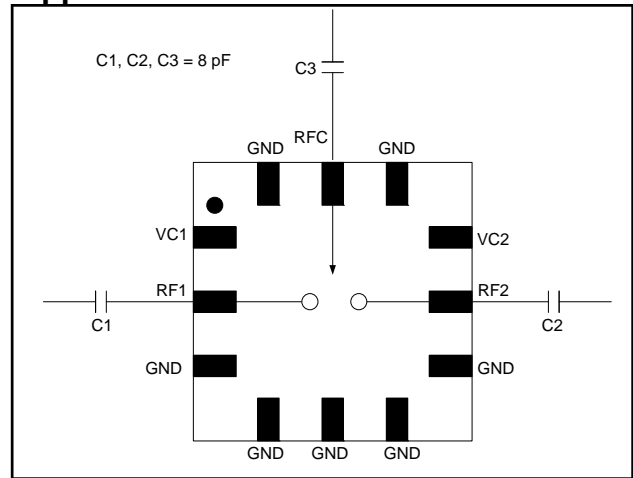 C1, C2, C3 = 8 pF
C3
RFC
GND GND
VC1 VC2
RF1 RF2
C1 C2
GND GND
GND GND GND